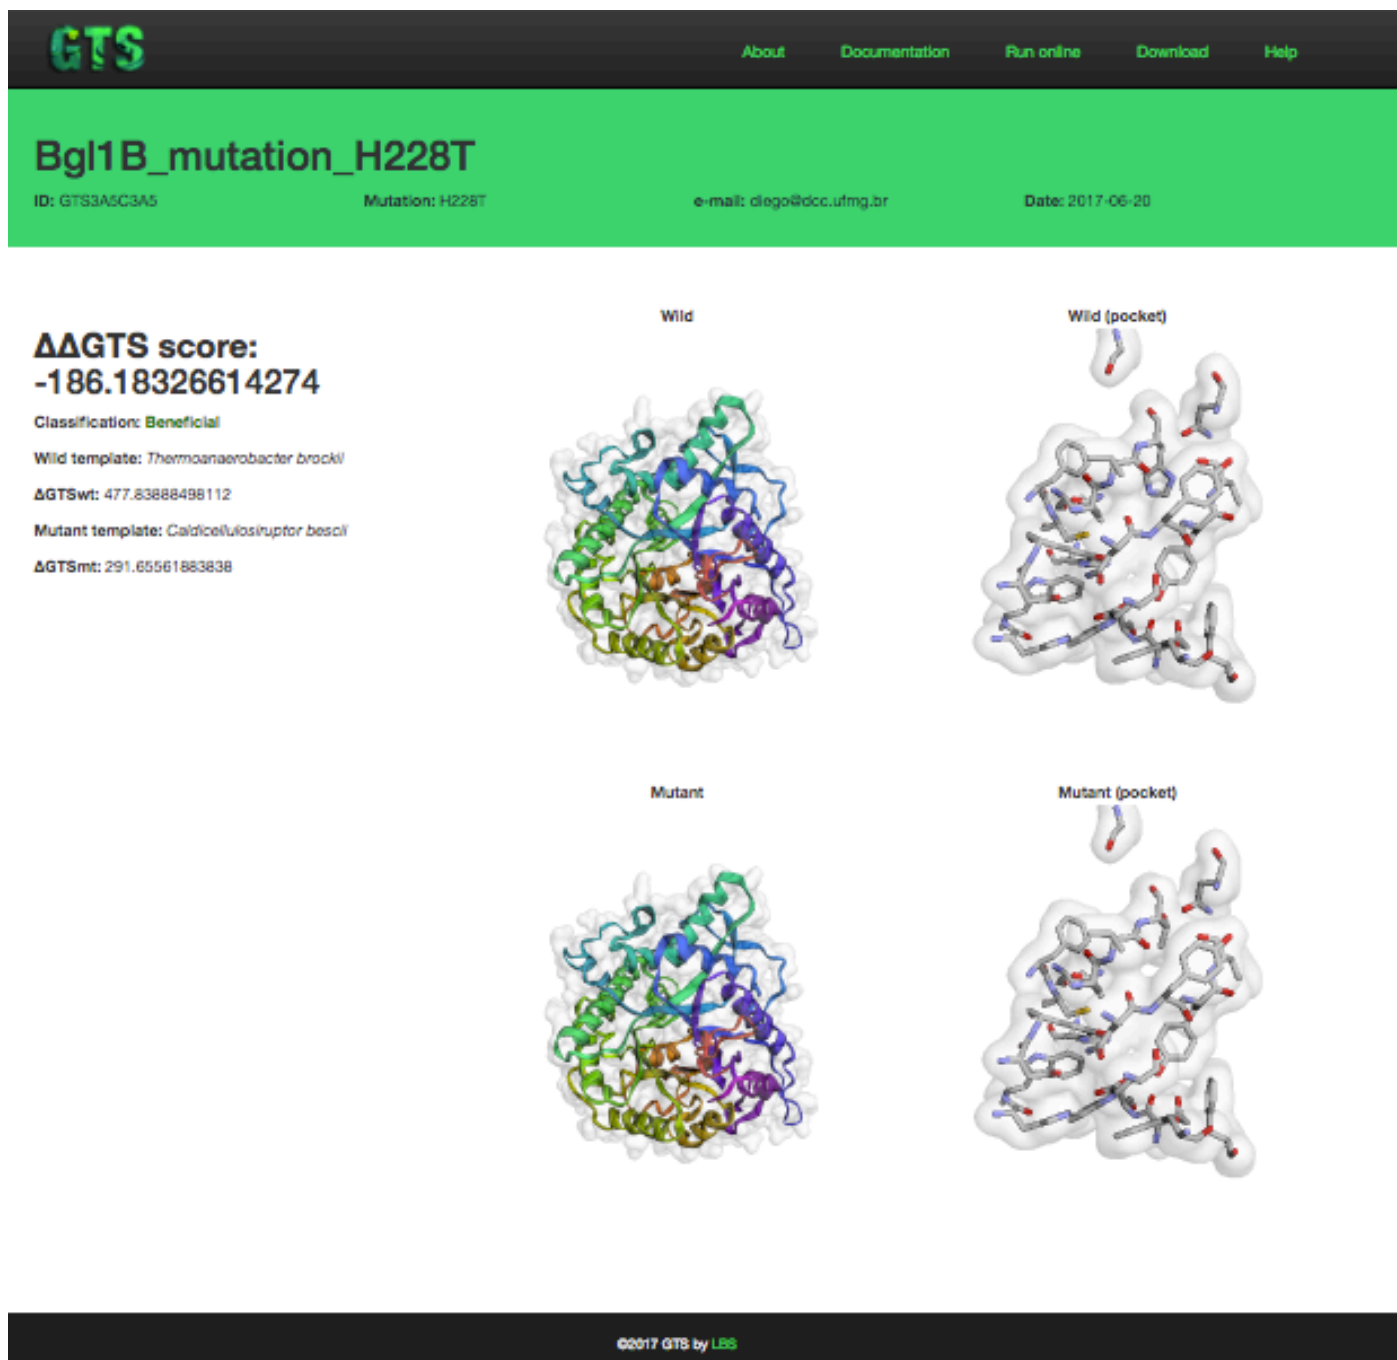 GTS
About Documentation Run online Download Help
Bgl1B_mutation_H228T
ID: GTS3A5C3A5 Mutation: H228T e-mail: diego@dcc.ufmg.br Date: 2017-06-20
ΔΔGTS score:
-186.18326614274
Classification: Beneficial
Wild template: Thermoanaerobacter brockii
ΔGTSwt: 477.83888498112
Mutant template: Caldicellulosiruptor bescii
ΔGTSmt: 291.65561883838
Wild
Wild (pocket)
Mutant
Mutant (pocket)
©2017 GTS by LBS